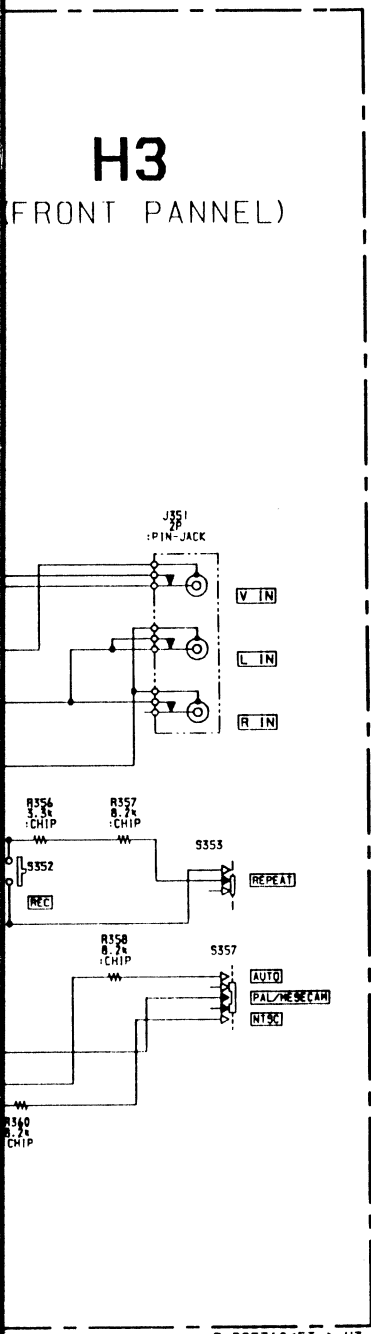 H3
(FRONT PANNEL)
J351
2P
:PIN-JACK
V IN
L IN
R IN
R356
3.3k
:CHIP
R357
8.2k
:CHIP
S352
REC
S353
REPEAT
R358
8.2k
:CHIP
S357
AUTO
PAL/MESECAM
NTSC
R360
8.2k
CHIP